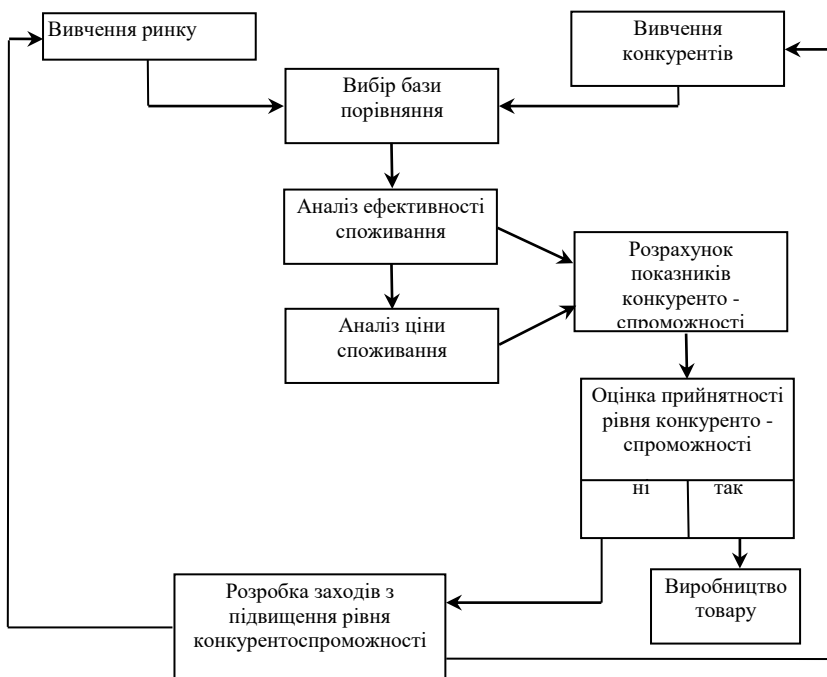 Вивчення ринку
Вивчення
конкурентів
Вибір бази
порівняння
Аналіз ефективності
споживання
Розрахунок
показників
конкуренто -
спроможності
Аналіз ціни
споживання
Оцінка прийнятності
рівня конкуренто -
спроможності
ні так
Виробництво
товару
Розробка заходів з
підвищення рівня
конкурентоспроможності